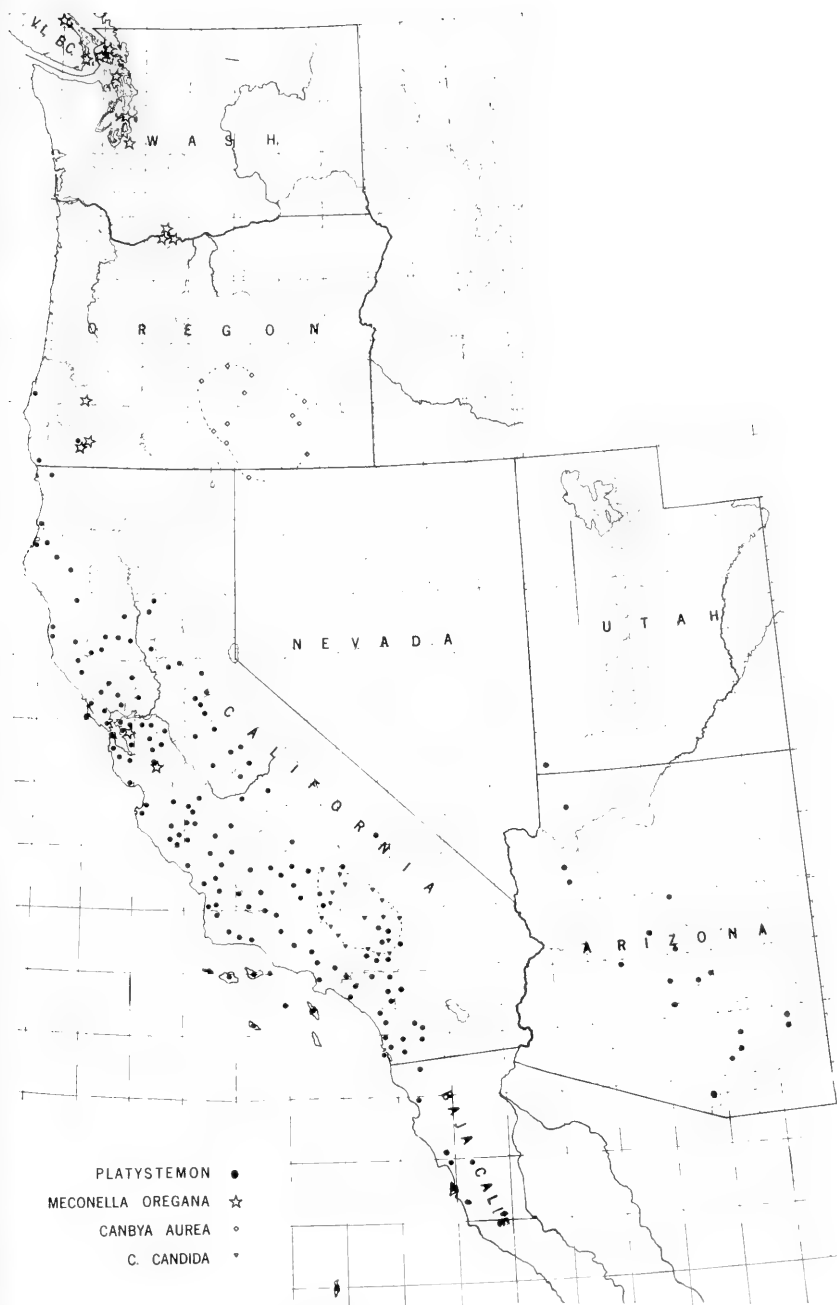 V.I., B.C.
WASH.
OREGON
NEVADA
UTAH
CALIFORNIA
ARIZONA
BAJA CALIF.
PLATYSTEMON
MECONELLA OREGANA
CANBYA AUREA
C. CANDIDA